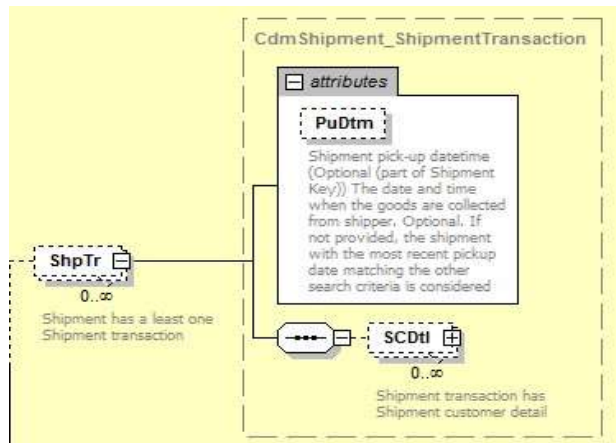 CdmShipment_ShipmentTransaction
attributes
PuDtm
Shipment pick-up datetime
(Optional (part of Shipment
Key)) The date and time
when the goods are collected
from shipper. Optional. If
not provided, the shipment
with the most recent pickup
date matching the other
search criteria is considered
ShpTr
0..∞
Shipment has a least one
Shipment transaction
SCDtl
0..∞
Shipment transaction has
Shipment customer detail